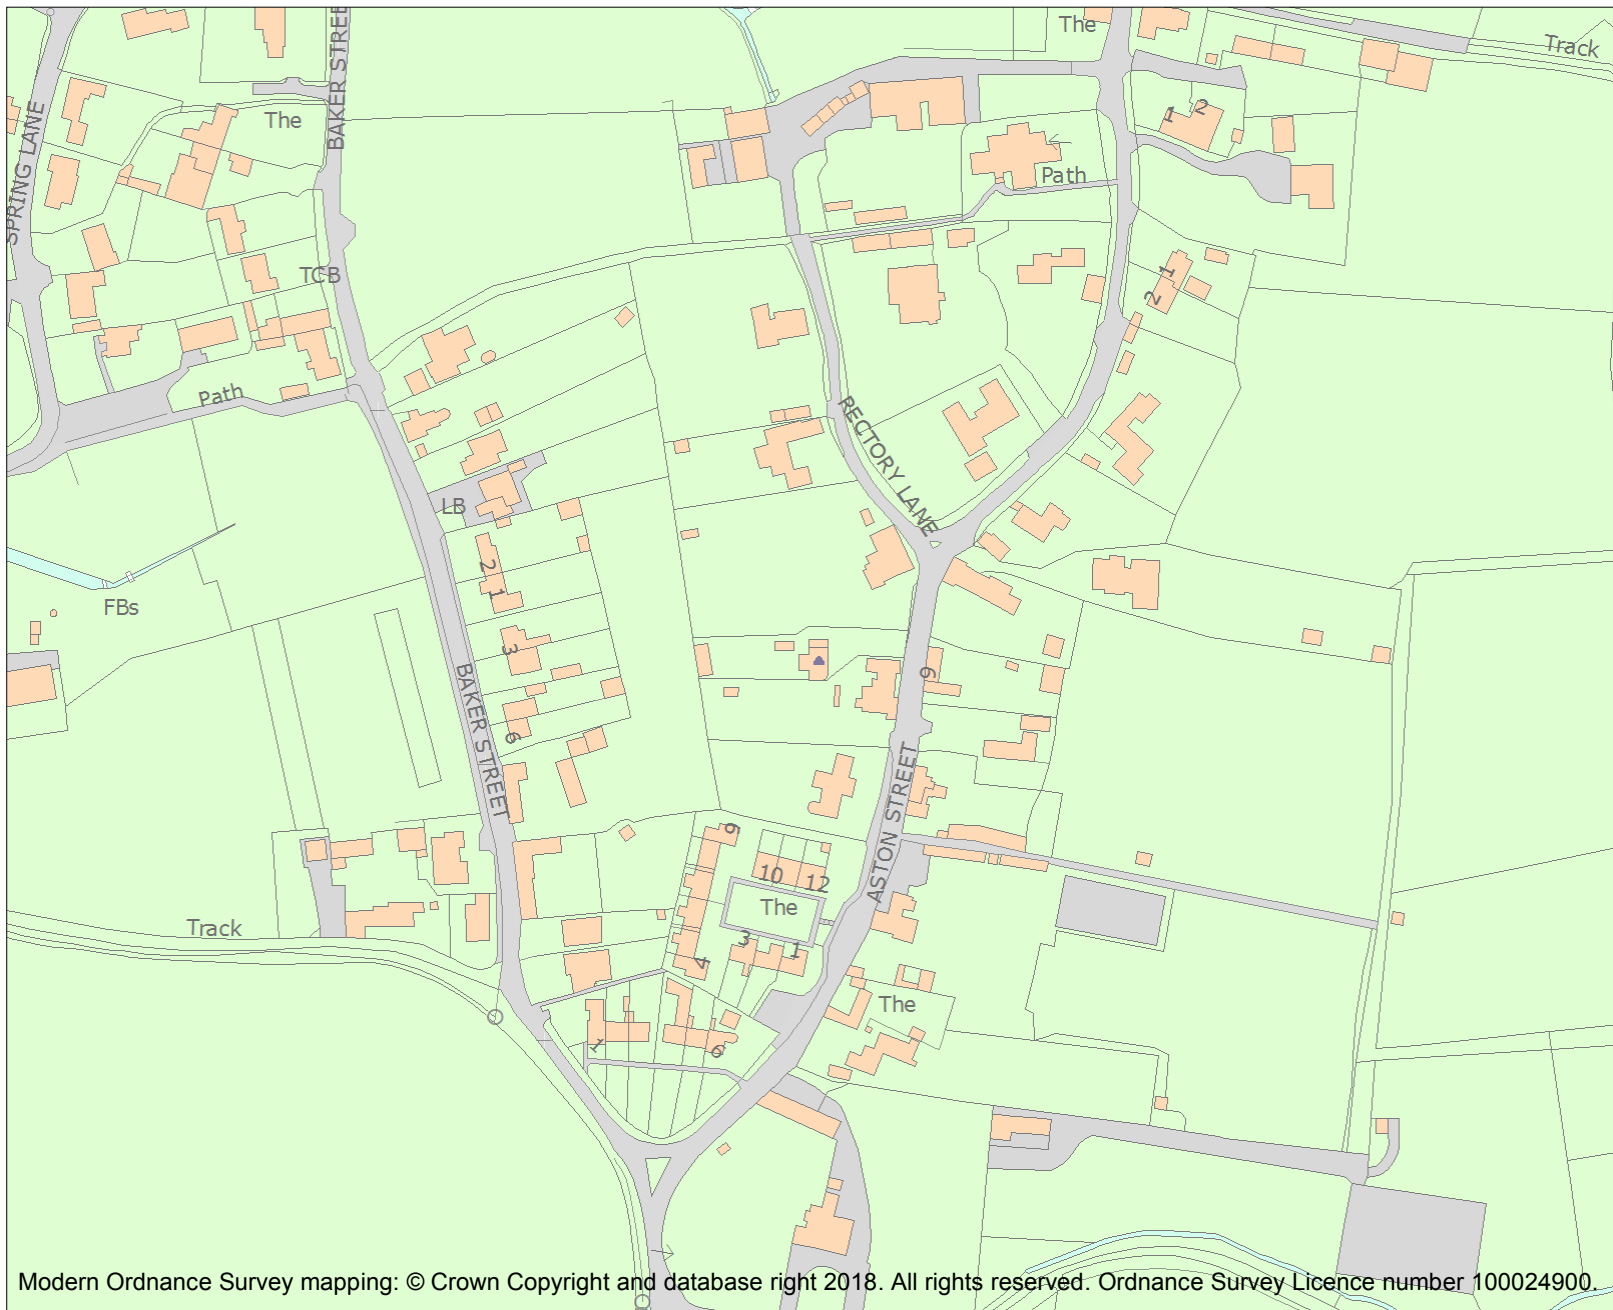 The
Track
BAKER STREE
The
1
2
SPRING LANE
Path
TCB
1
2
Path
RECTORY LANE
LB
2
1
FBs
3
9
BAKER STREET
6
ASTON STREET
9
10
12
The
Track
3
1
4
The
1
6
Modern Ordnance Survey mapping: © Crown Copyright and database right 2018. All rights reserved. Ordnance Survey Licence number 100024900.